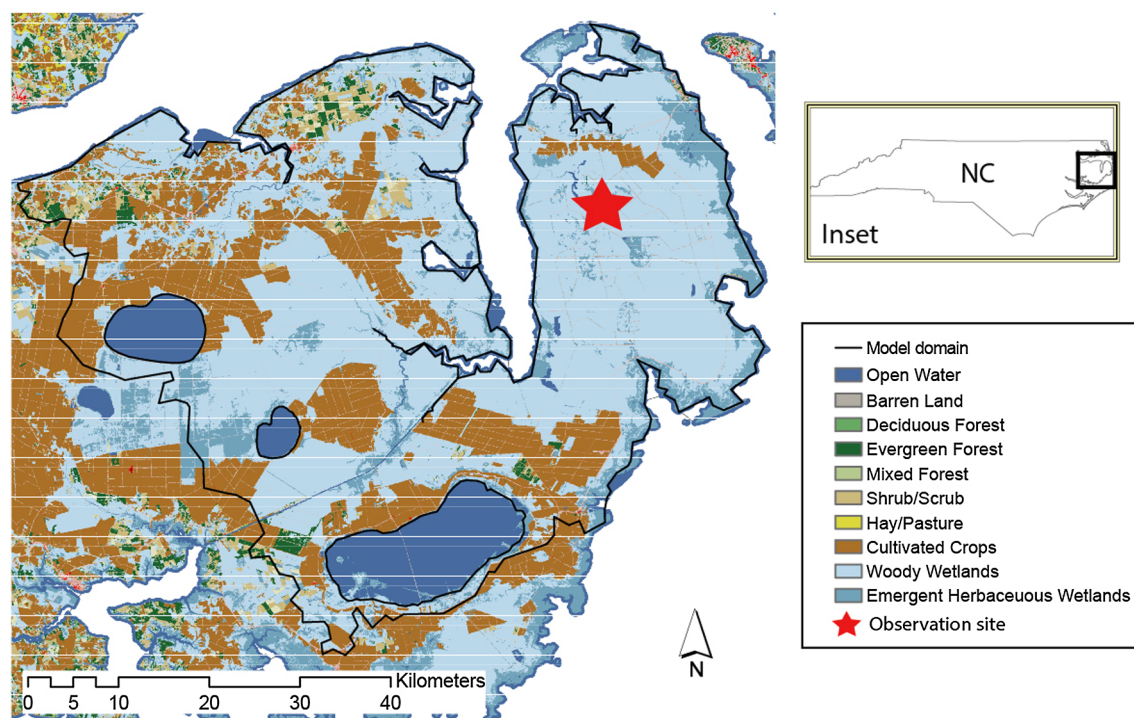 NC
Inset
Model domain
Open Water
Barren Land
Deciduous Forest
Evergreen Forest
Mixed Forest
Shrub/Scrub
Hay/Pasture
Cultivated Crops
Woody Wetlands
Emergent Herbaceuous Wetlands
Observation site
N
Kilometers
0 5 10 20 30 40